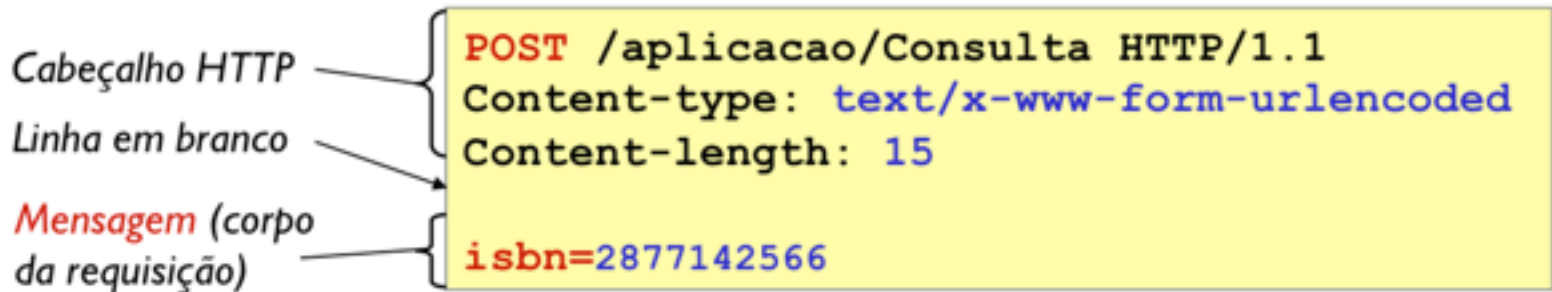 Cabeçalho HTTP
Linha em branco
Mensagem (corpo
da requisição)
POST /aplicacao/Consulta HTTP/1.1
Content-type: text/x-www-form-urlencoded
Content-length: 15
isbn=2877142566